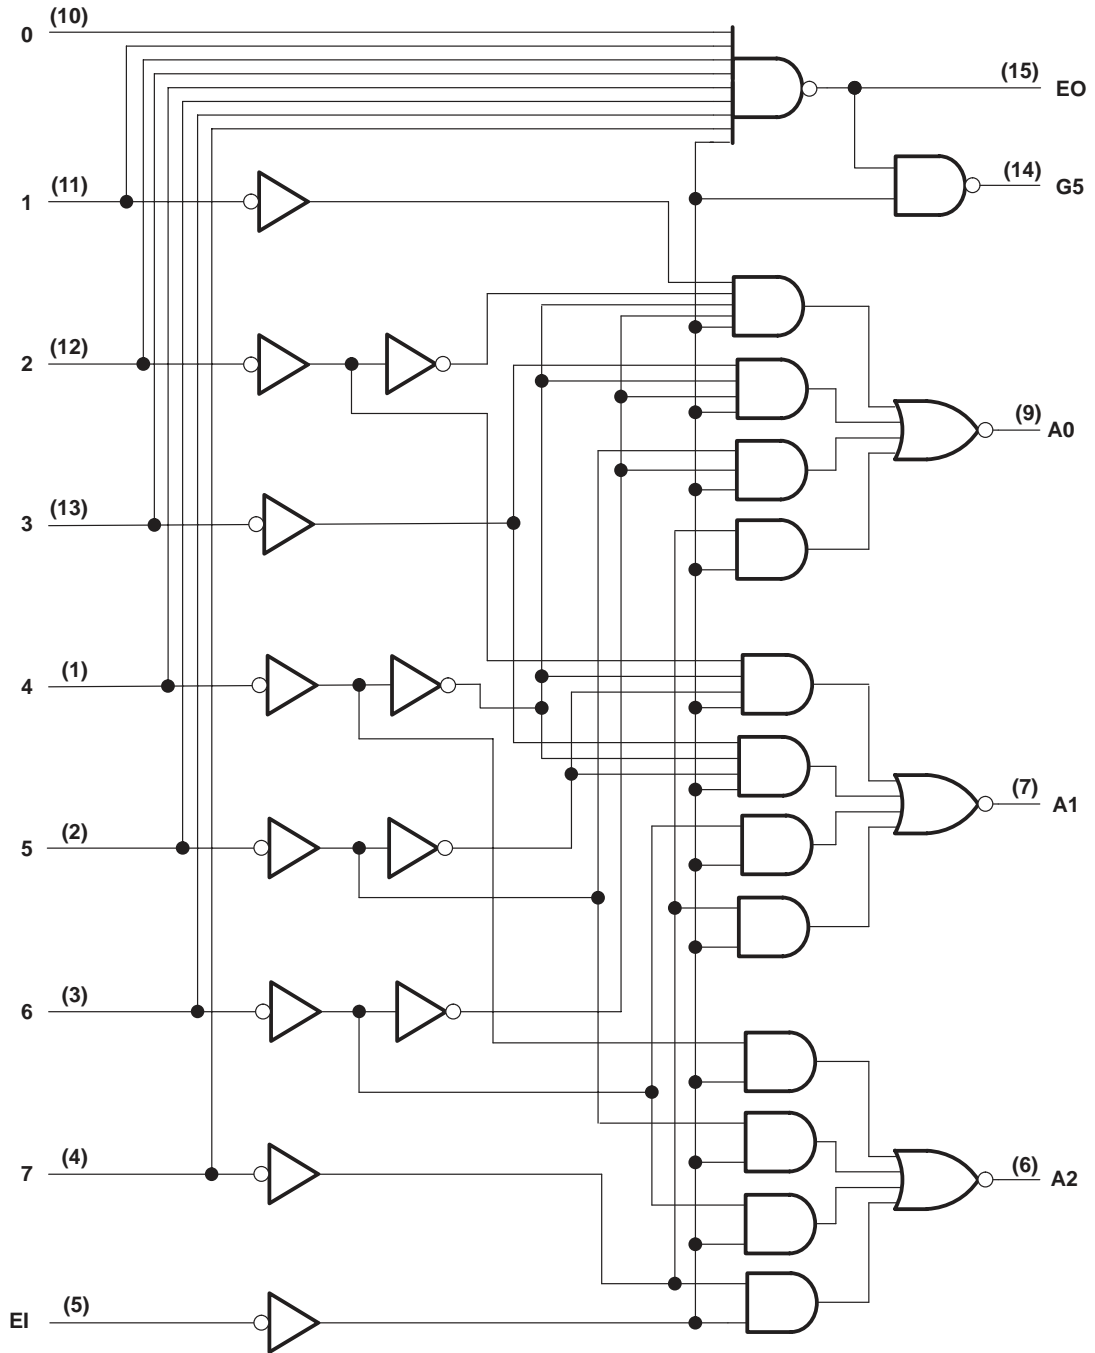 0 (10)
(15) EO
(14) G5
1 (11)
2 (12)
(9) A0
3 (13)
4 (1)
(7) A1
5 (2)
6 (3)
7 (4)
(6) A2
EI (5)